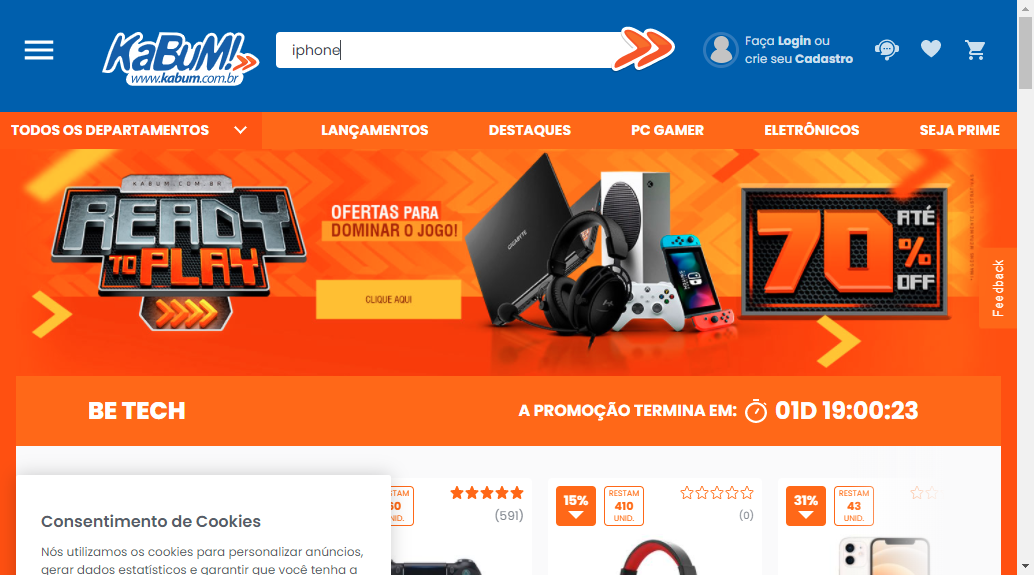 KaBuM!
www.kabum.com.br
iphone
Faça Login ou
crie seu Cadastro
TODOS OS DEPARTAMENTOS
LANÇAMENTOS
DESTAQUES
PC GAMER
ELETRÔNICOS
SEJA PRIME
KABUM.COM.BR
READY
TO PLAY
OFERTAS PARA
DOMINAR O JOGO!
CLIQUE AQUI
GIGABYTE
ATÉ
70%
OFF
Feedback
BE TECH
A PROMOÇÃO TERMINA EM: 01D 19:00:23
UNID.
(591)
15%
RESTAM
410
UNID.
(0)
31%
RESTAM
43
UNID.
Consentimento de Cookies
Nós utilizamos os cookies para personalizar anúncios,
gerar dados estatísticos e garantir que você tenha a